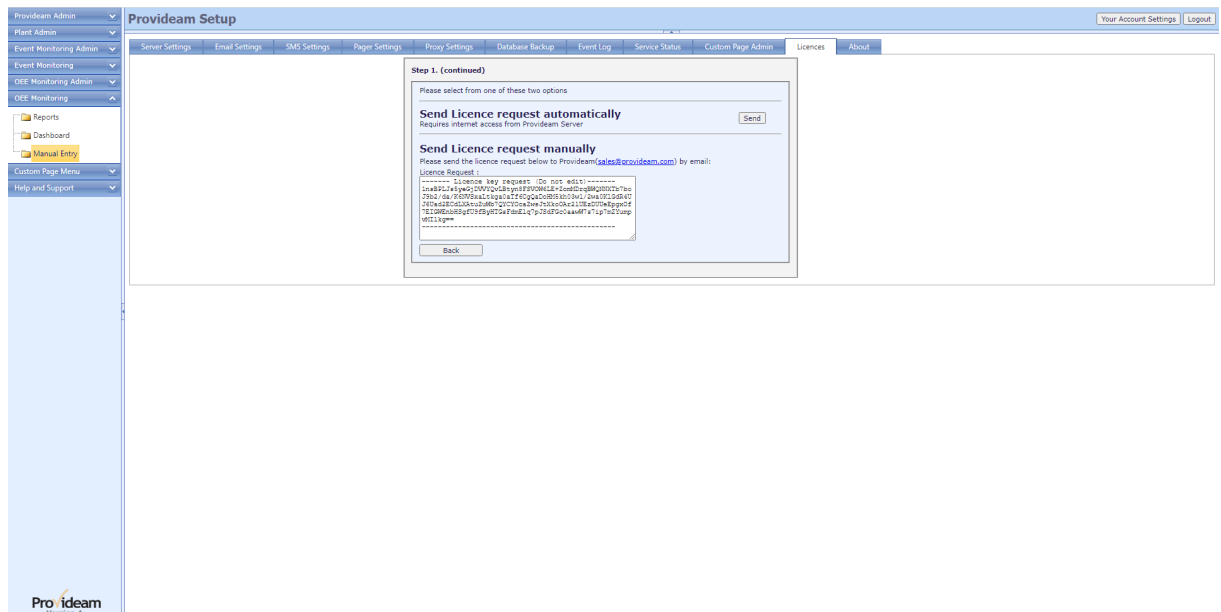 Provideam Admin
Plant Admin
Event Monitoring Admin
Event Monitoring
OEE Monitoring Admin
OEE Monitoring
Reports
Dashboard
Manual Entry
Custom Page Menu
Help and Support
Provideam
Provideam Setup
Your Account Settings
Logout
Server Settings
Email Settings
SMS Settings
Pager Settings
Proxy Settings
Database Backup
Event Log
Service Status
Custom Page Admin
Licences
About
Step 1. (continued)
Please select from one of these two options
Send Licence request automatically
Requires internet access from Provideam Server
Send
Send Licence request manually
Please send the licence request below to Provideam(sales@provideam.com) by email:
Licence Request :
------- Licence key request (Do not edit)-------
------------------------------------------------
Back